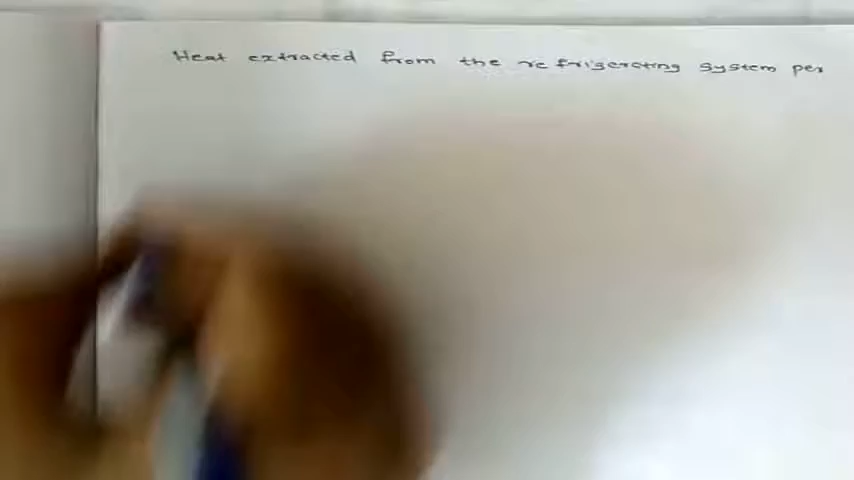 Heat extracted from the refrigerating system per